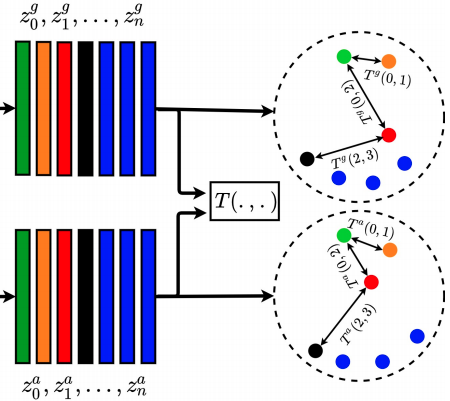 $z_0^g, z_1^g, \ldots, z_n^g$
$T^g(0,1)$
$T^g(0,2)$
$T^g(2,3)$
$T(.,.)$
$T^a(0,1)$
$T^a(0,2)$
$T^a(2,3)$
$z_0^a, z_1^a, \ldots, z_n^a$